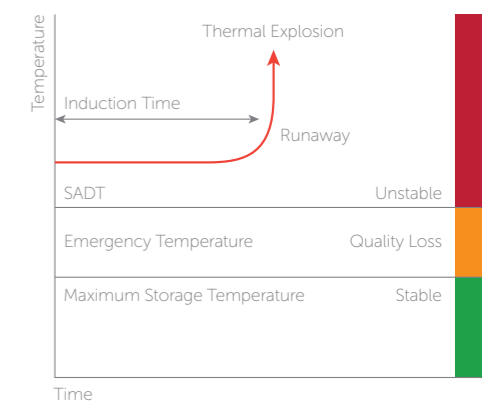 Temperature
Thermal Explosion
Induction Time
Runaway
SADT Unstable
Emergency Temperature Quality Loss
Maximum Storage Temperature Stable
Time